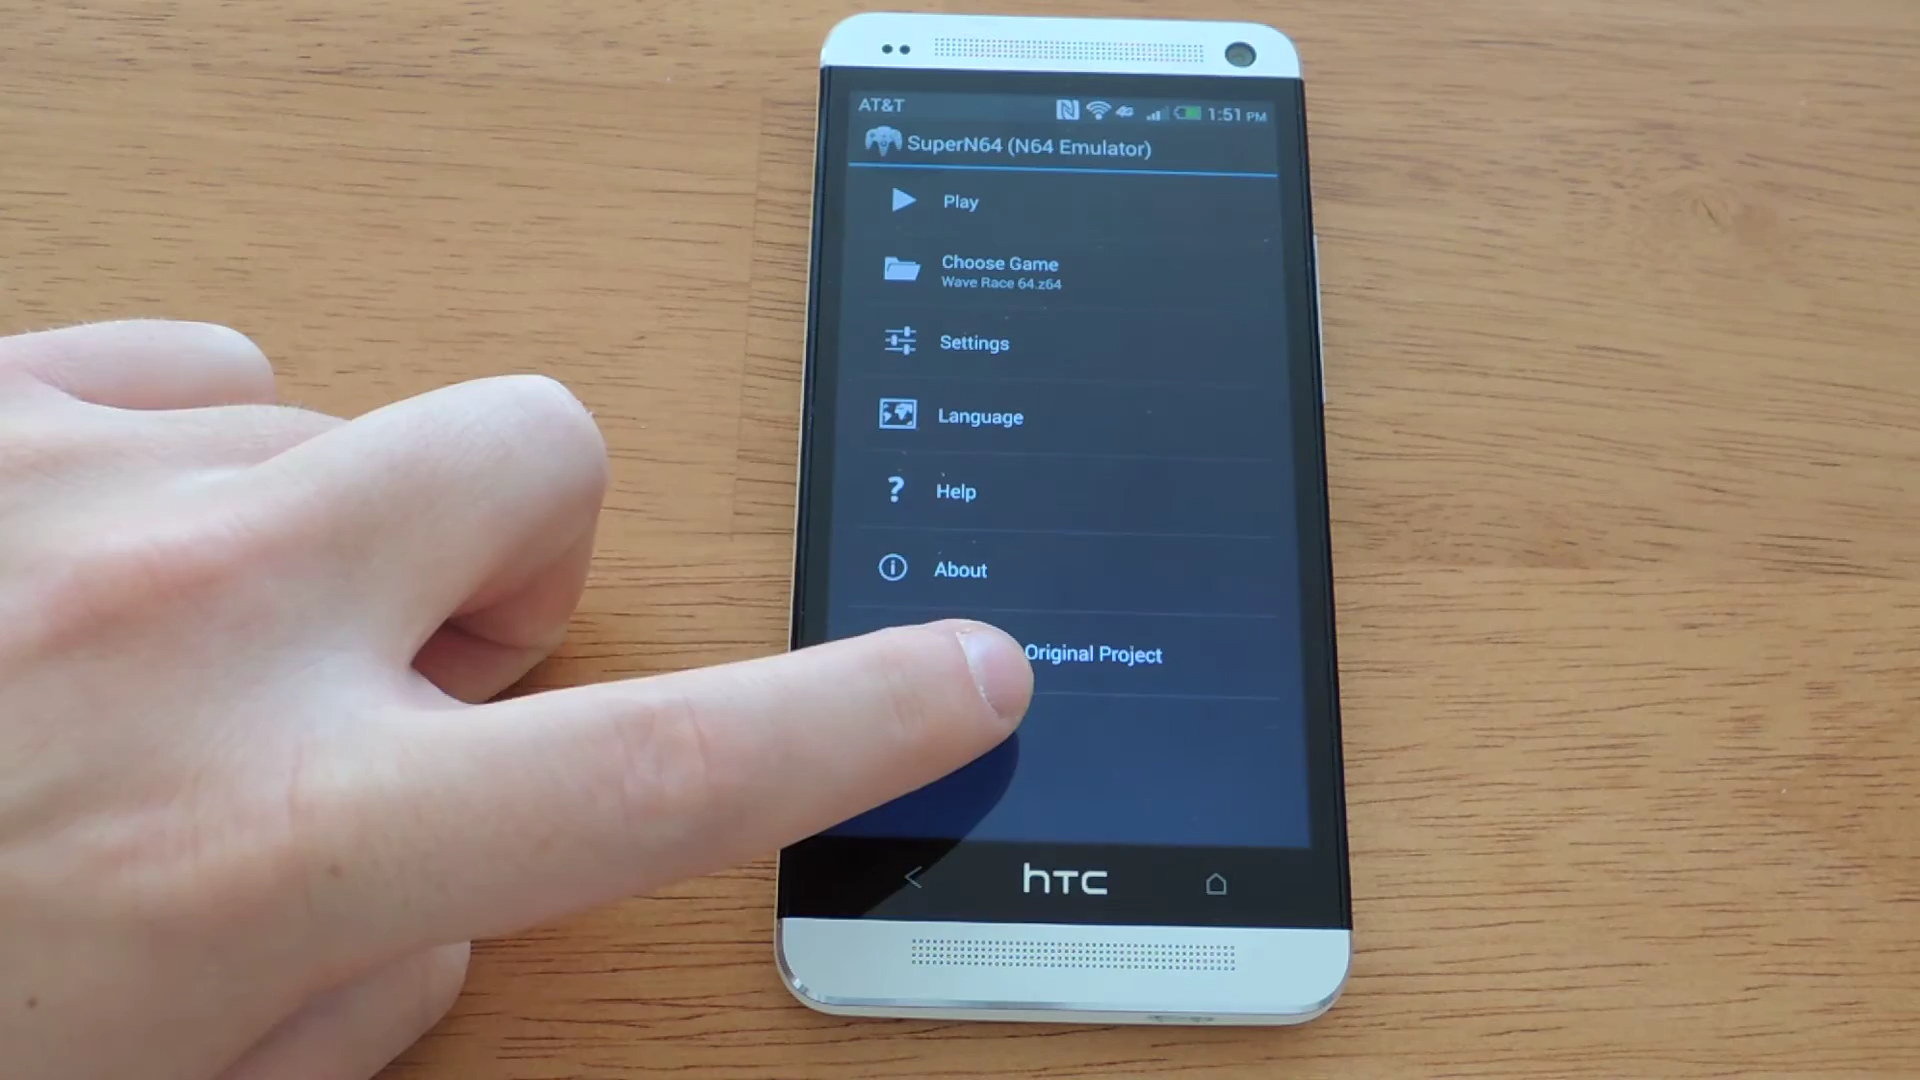 AT&T 4G 1:51 PM
SuperN64 (N64 Emulator)
Play
Choose Game
Wave Race 64.z64
Settings
Language
? Help
About
Original Project
hTC